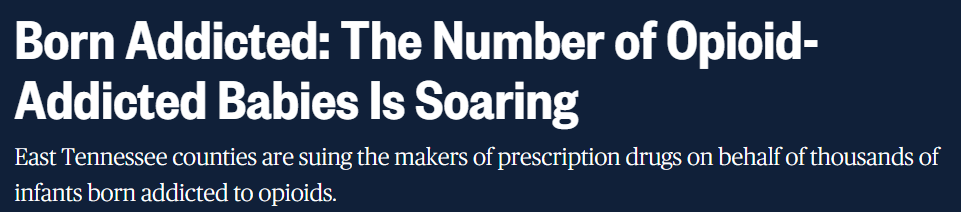 Born Addicted: The Number of Opioid-
Addicted Babies Is Soaring
East Tennessee counties are suing the makers of prescription drugs on behalf of thousands of
infants born addicted to opioids.